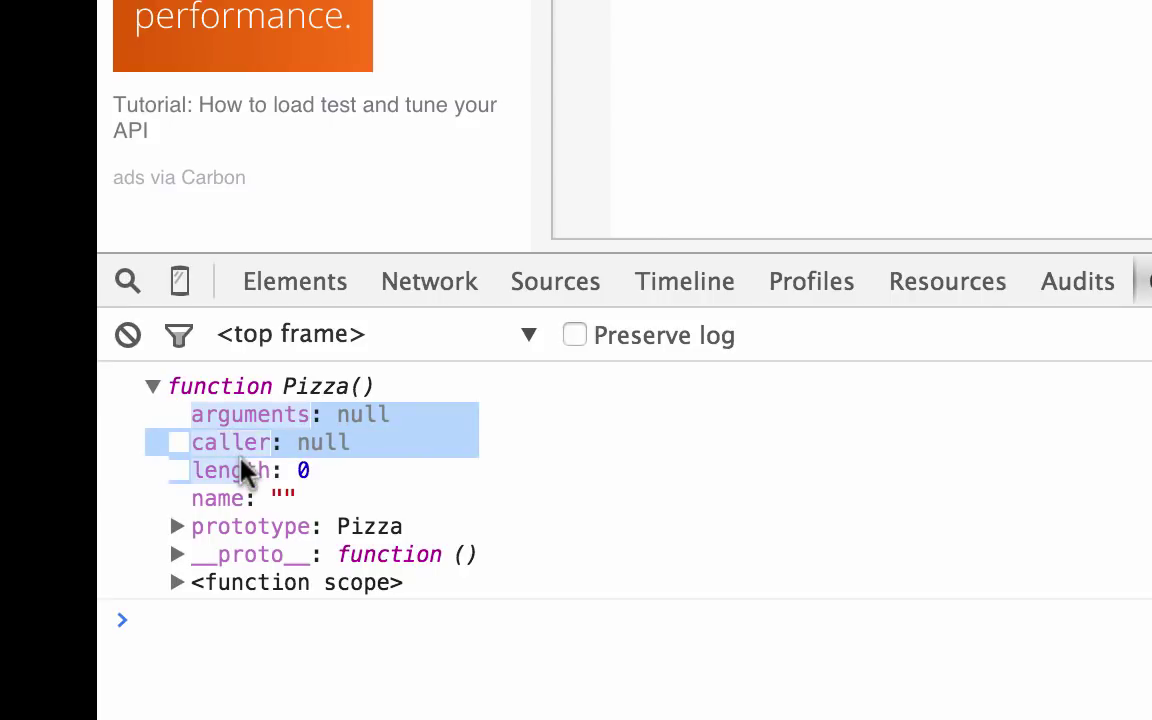 performance.
Tutorial: How to load test and tune your
API
ads via Carbon
Elements Network Sources Timeline Profiles Resources Audits
<top frame> ▼ Preserve log
▼ function Pizza()
arguments: null
caller: null
length: 0
name: ""
▶ prototype: Pizza
▶ __proto__: function ()
▶ <function scope>
>